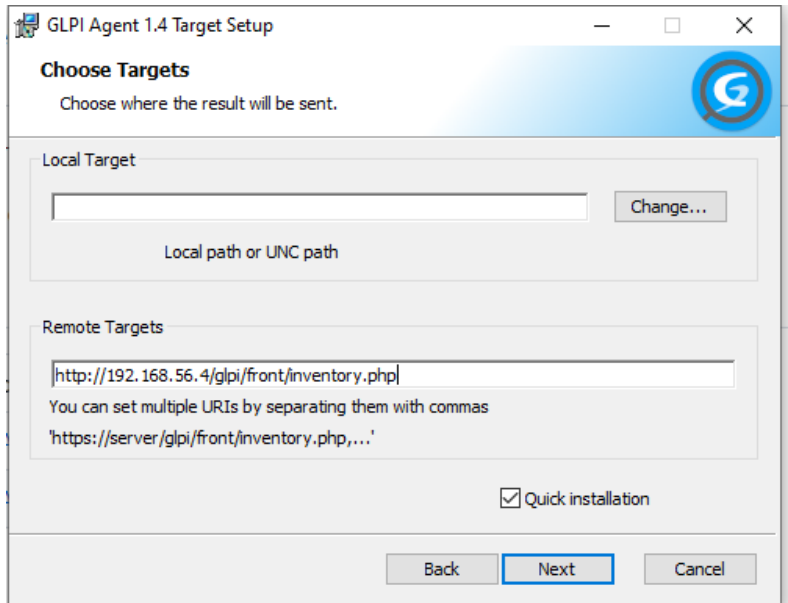 GLPI Agent 1.4 Target Setup
Choose Targets
Choose where the result will be sent.
Local Target
Change...
Local path or UNC path
Remote Targets
http://192.168.56.4/glpi/front/inventory.php
You can set multiple URIs by separating them with commas
'https://server/glpi/front/inventory.php,...'
Quick installation
Back
Next
Cancel